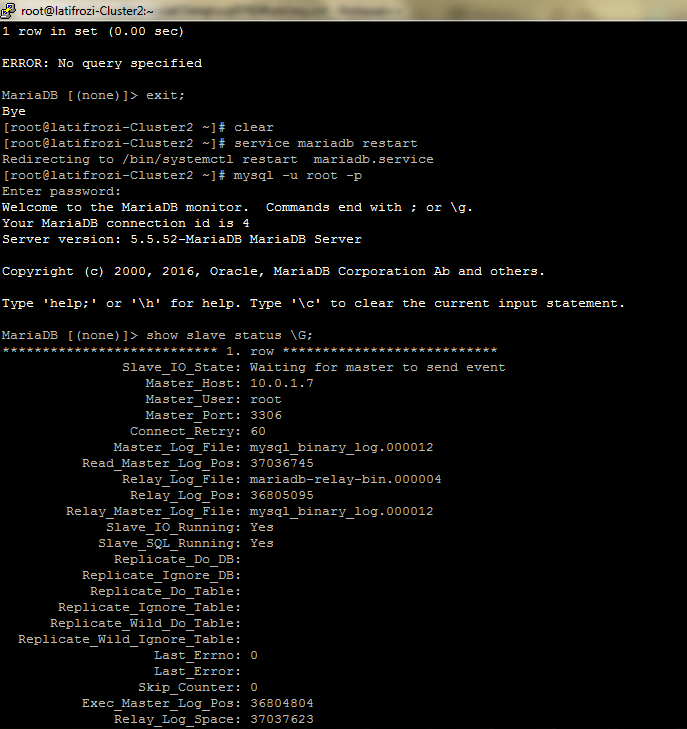 root@latifrozi-Cluster2:~
1 row in set (0.00 sec)
ERROR: No query specified
MariaDB [(none)]> exit;
Bye
[root@latifrozi-Cluster2 ~]# clear
[root@latifrozi-Cluster2 ~]# service mariadb restart
Redirecting to /bin/systemctl restart  mariadb.service
[root@latifrozi-Cluster2 ~]# mysql -u root -p
Enter password:
Welcome to the MariaDB monitor.  Commands end with ; or \g.
Your MariaDB connection id is 4
Server version: 5.5.52-MariaDB MariaDB Server
Copyright (c) 2000, 2016, Oracle, MariaDB Corporation Ab and others.
Type 'help;' or '\h' for help. Type '\c' to clear the current input statement.
MariaDB [(none)]> show slave status \G;
*************************** 1. row ***************************
Slave_IO_State: Waiting for master to send event
Master_Host: 10.0.1.7
Master_User: root
Master_Port: 3306
Connect_Retry: 60
Master_Log_File: mysql_binary_log.000012
Read_Master_Log_Pos: 37036745
Relay_Log_File: mariadb-relay-bin.000004
Relay_Log_Pos: 36805095
Relay_Master_Log_File: mysql_binary_log.000012
Slave_IO_Running: Yes
Slave_SQL_Running: Yes
Replicate_Do_DB:
Replicate_Ignore_DB:
Replicate_Do_Table:
Replicate_Ignore_Table:
Replicate_Wild_Do_Table:
Replicate_Wild_Ignore_Table:
Last_Errno: 0
Last_Error:
Skip_Counter: 0
Exec_Master_Log_Pos: 36804804
Relay_Log_Space: 37037623